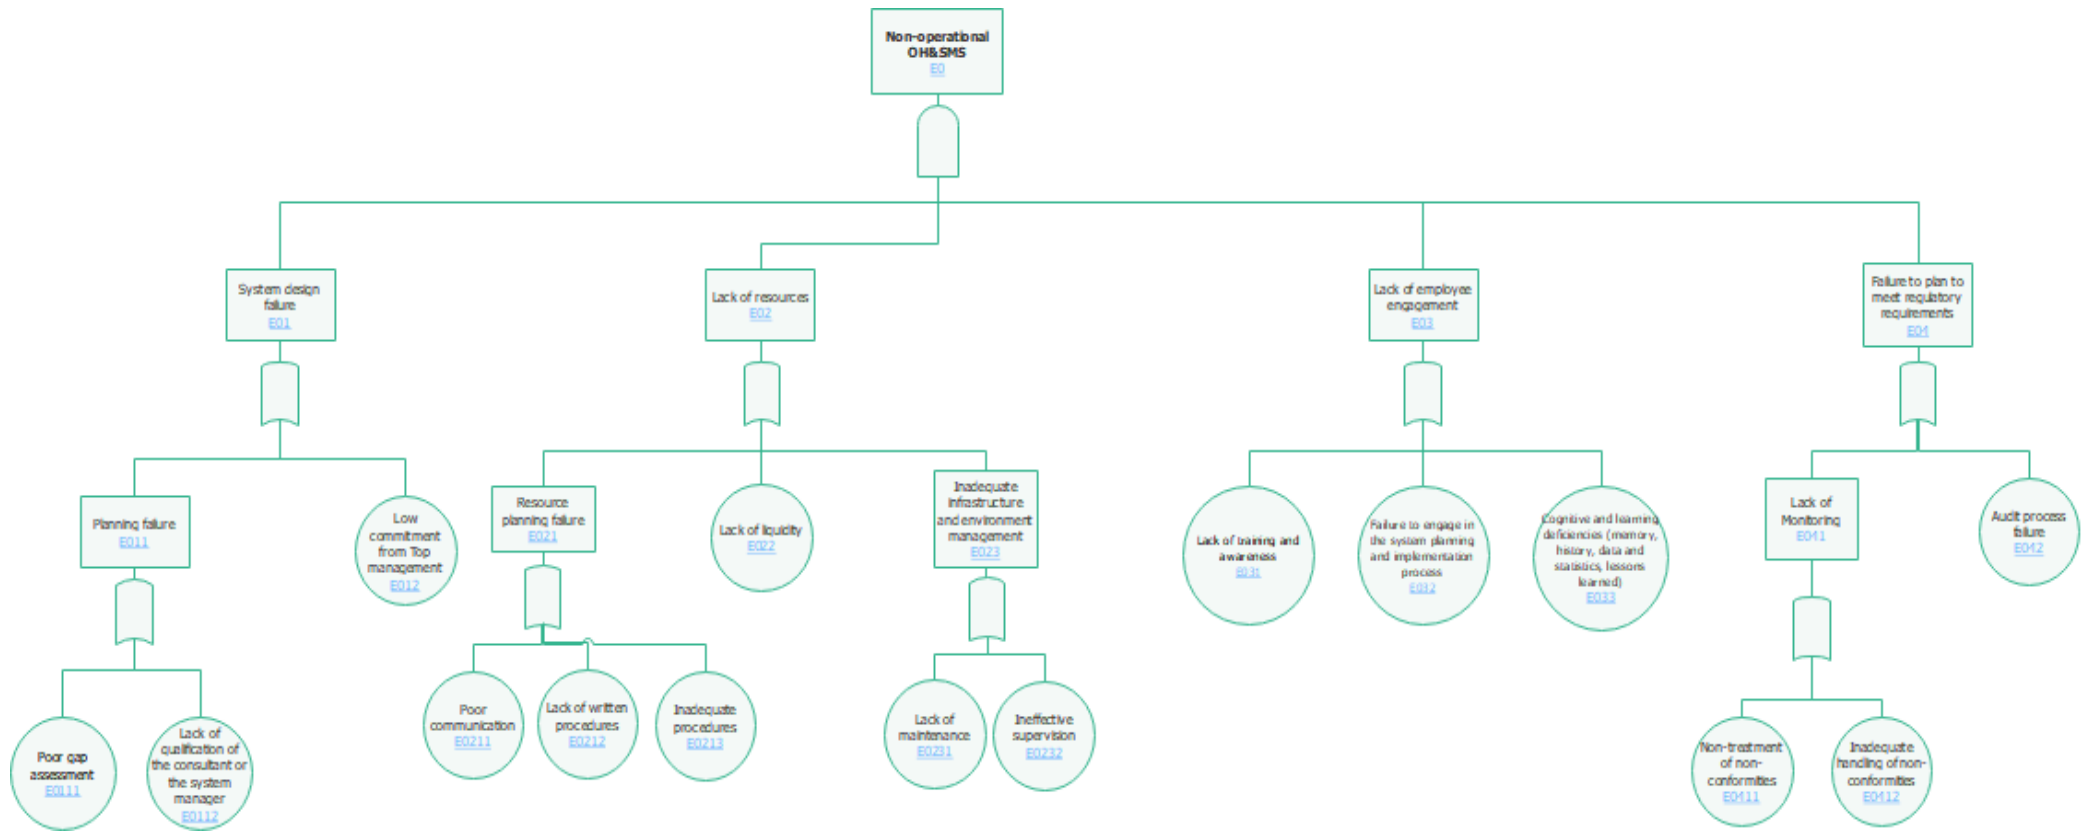 Non-operational
OH&SMS
E0
System design
failure
E01
Lack of resources
E02
Lack of employee
engagement
E03
Failure to plan to
meet regulatory
requirements
E04
Planning failure
E011
Low
commitment
from Top
management
E012
Resource
planning failure
E021
Lack of liquidity
E022
Inadequate
infrastructure
and environment
management
E023
Lack of training and
awareness
E031
Failure to engage in
the system planning
and implementation
process
E032
Cognitive and learning
deficiencies (memory,
history, data and
statistics, lessons
learned)
E033
Lack of
Monitoring
E041
Audit process
failure
E042
Poor gap
assessment
E0111
Lack of
qualification of
the consultant or
the system
manager
E0112
Poor
communication
E0211
Lack of written
procedures
E0212
Inadequate
procedures
E0213
Lack of
maintenance
E0231
Ineffective
supervision
E0232
Non-treatment
of non-
conformities
E0411
Inadequate
handling of non-
conformities
E0412